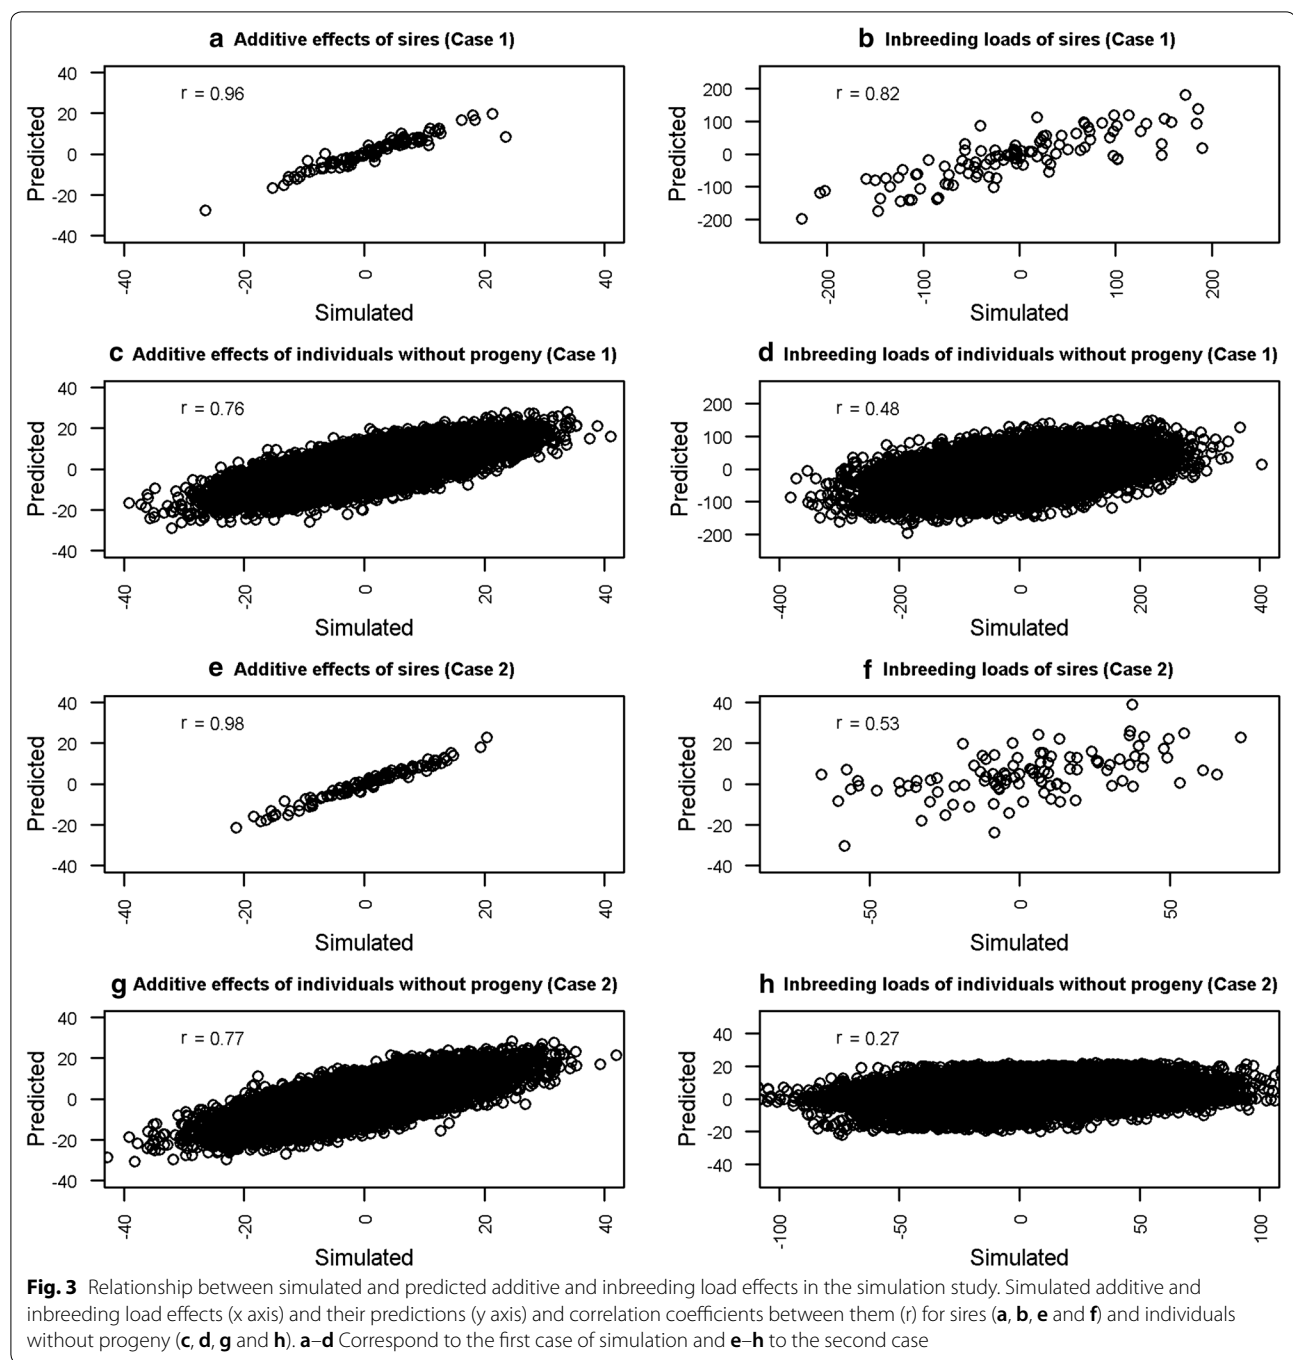 a Additive effects of sires (Case 1)
40
20
0
-20
-40
Predicted
r = 0.96
-40
-20
0
20
40
Simulated
b Inbreeding loads of sires (Case 1)
200
100
0
-100
-200
Predicted
r = 0.82
-200
-100
0
100
200
Simulated
c Additive effects of individuals without progeny (Case 1)
40
20
0
-20
-40
Predicted
r = 0.76
-40
-20
0
20
40
Simulated
d Inbreeding loads of individuals without progeny (Case 1)
200
100
0
-100
-200
Predicted
r = 0.48
-400
-200
0
200
400
Simulated
e Additive effects of sires (Case 2)
40
20
0
-20
-40
Predicted
r = 0.98
-40
-20
0
20
40
Simulated
f Inbreeding loads of sires (Case 2)
40
20
0
-20
-40
Predicted
r = 0.53
-50
0
50
Simulated
g Additive effects of individuals without progeny (Case 2)
40
20
0
-20
-40
Predicted
r = 0.77
-40
-20
0
20
40
Simulated
h Inbreeding loads of individuals without progeny (Case 2)
40
20
0
-20
-40
Predicted
r = 0.27
-100
-50
0
50
100
Simulated
Fig. 3 Relationship between simulated and predicted additive and inbreeding load effects in the simulation study. Simulated additive and
inbreeding load effects (x axis) and their predictions (y axis) and correlation coefficients between them (r) for sires (a, b, e and f) and individuals
without progeny (c, d, g and h). a–d Correspond to the first case of simulation and e–h to the second case